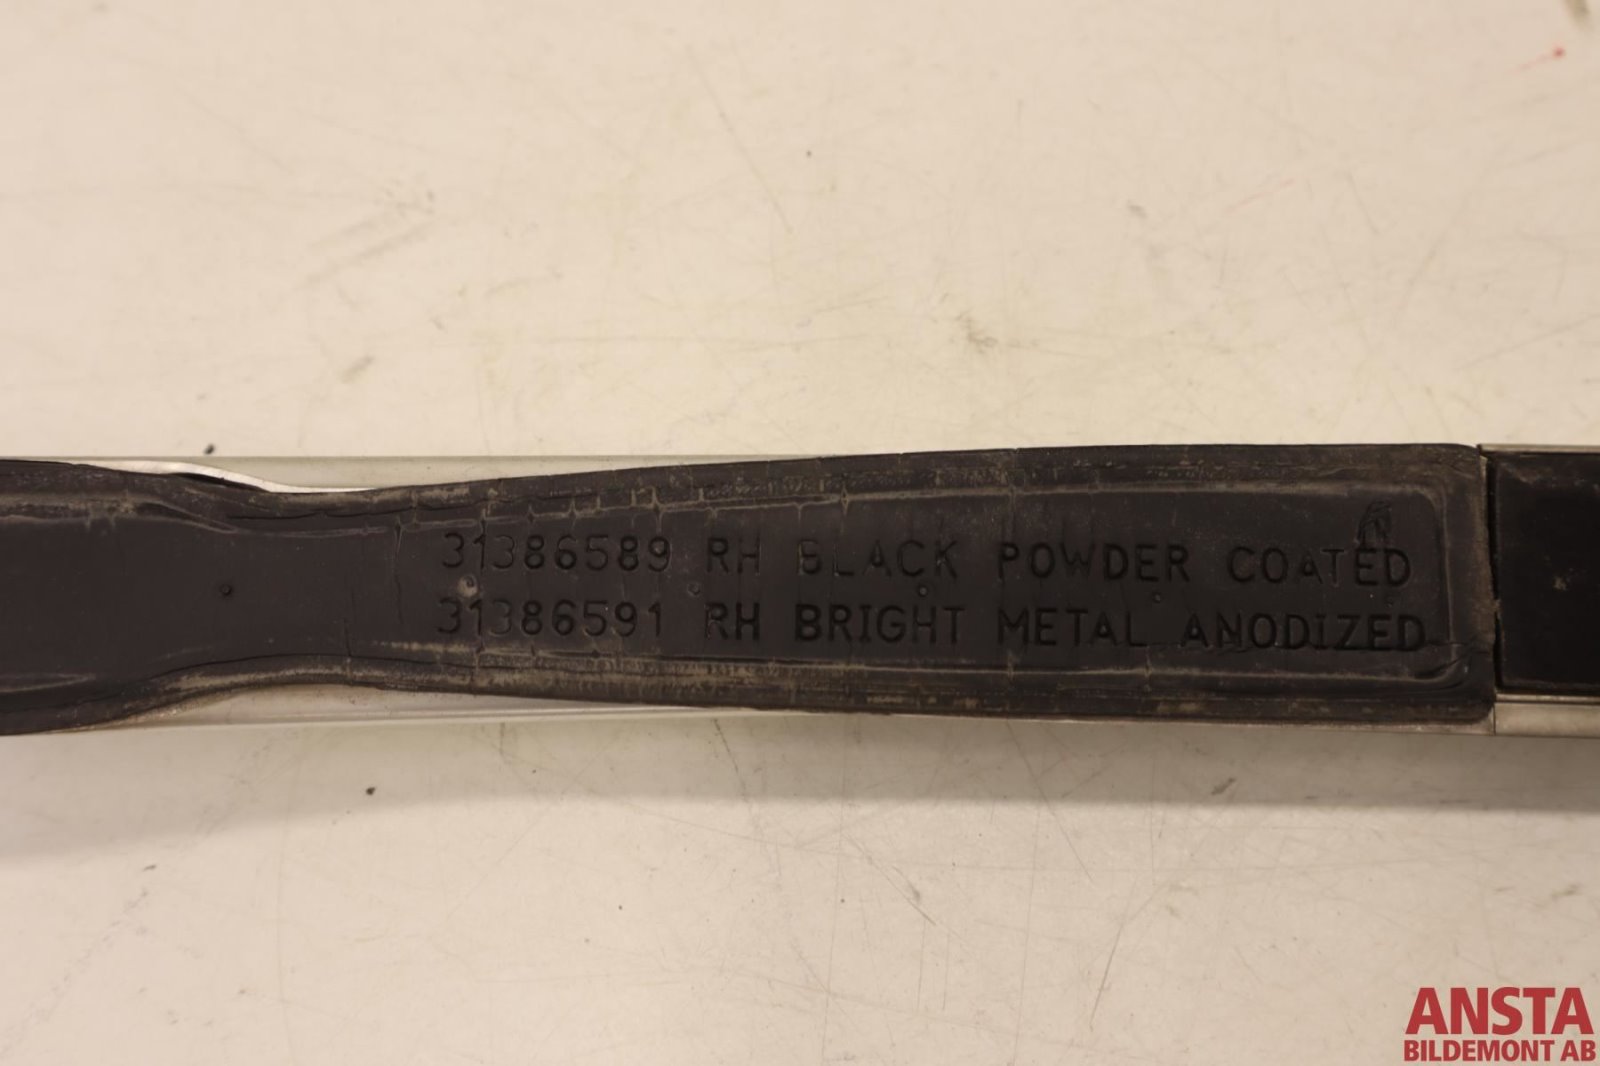 31386589 RH BLACK POWDER COATED
31386591 RH BRIGHT METAL ANODIZED
ANSTA
BILDEMONT AB